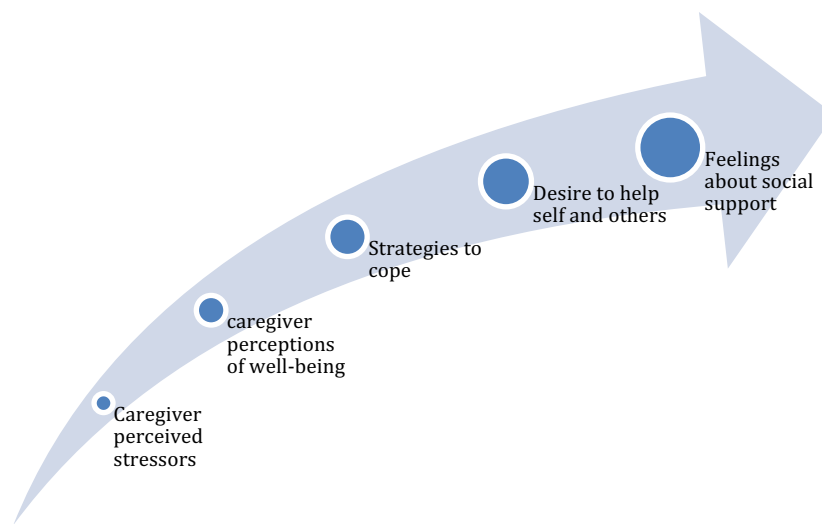 Caregiver
perceived
stressors
caregiver
perceptions
of well-being
Strategies to
cope
Desire to help
self and others
Feelings
about social
support